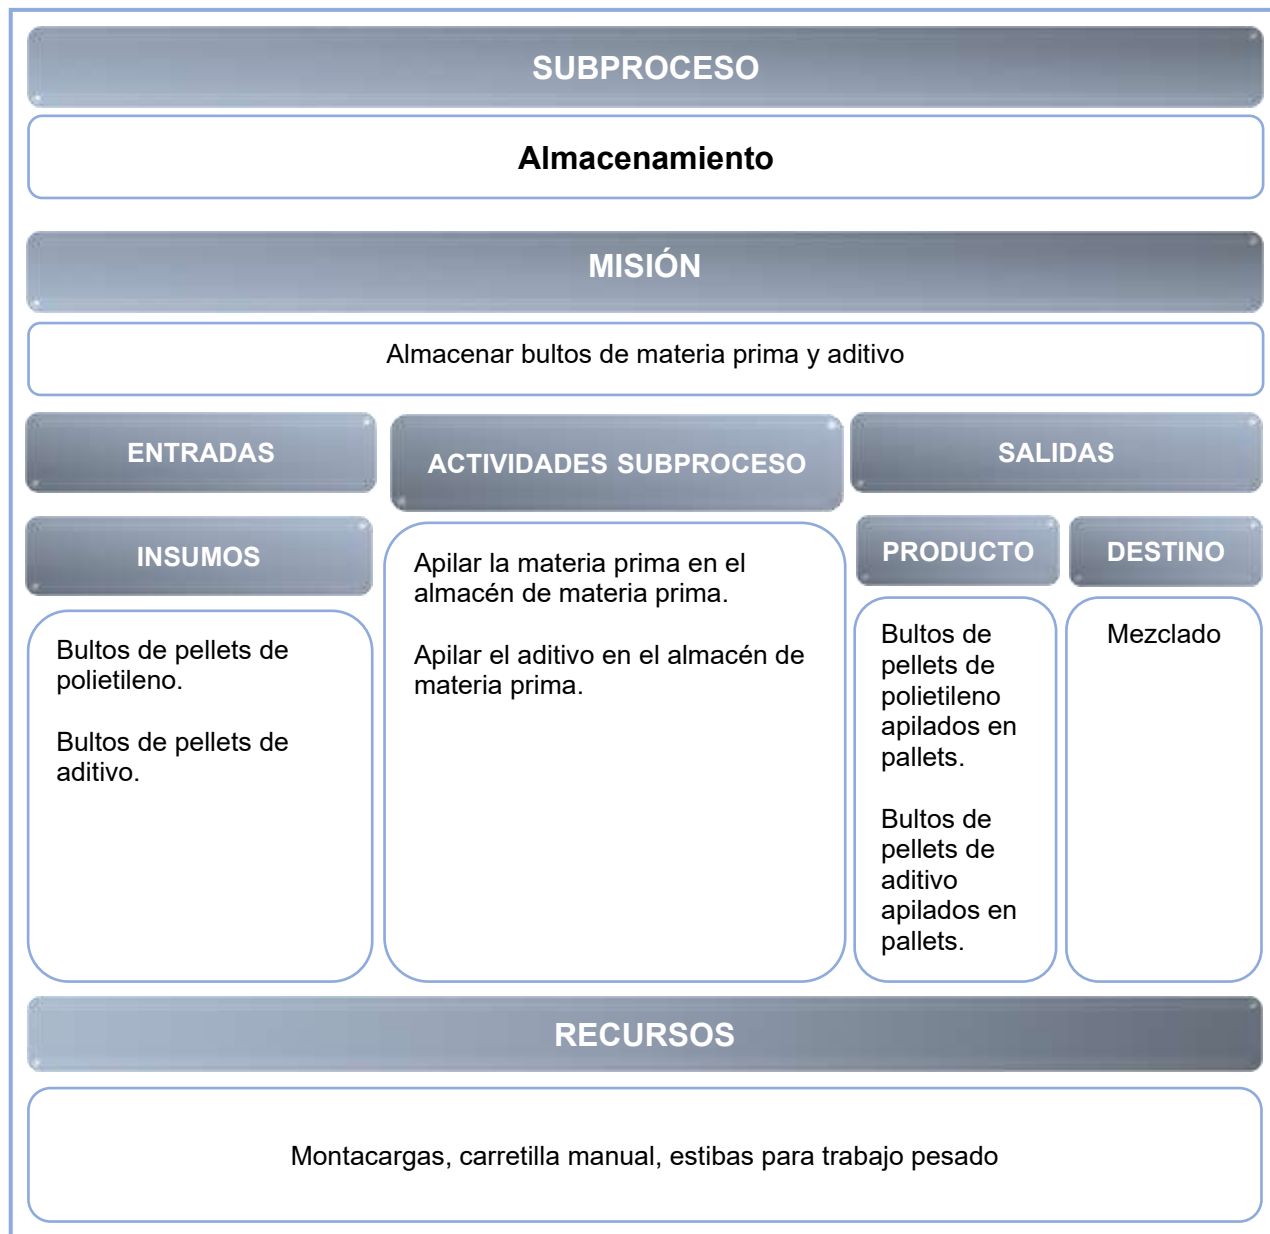 SUBPROCESO
Almacenamiento
MISIÓN
Almacenar bultos de materia prima y aditivo
ENTRADAS
ACTIVIDADES SUBPROCESO
SALIDAS
INSUMOS
PRODUCTO
DESTINO
Bultos de pellets de
polietileno.
Bultos de pellets de
aditivo.
Apilar la materia prima en el
almacén de materia prima.
Apilar el aditivo en el almacén de
materia prima.
Bultos de
pellets de
polietileno
apilados en
pallets.
Bultos de
pellets de
aditivo
apilados en
pallets.
Mezclado
RECURSOS
Montacargas, carretilla manual, estibas para trabajo pesado